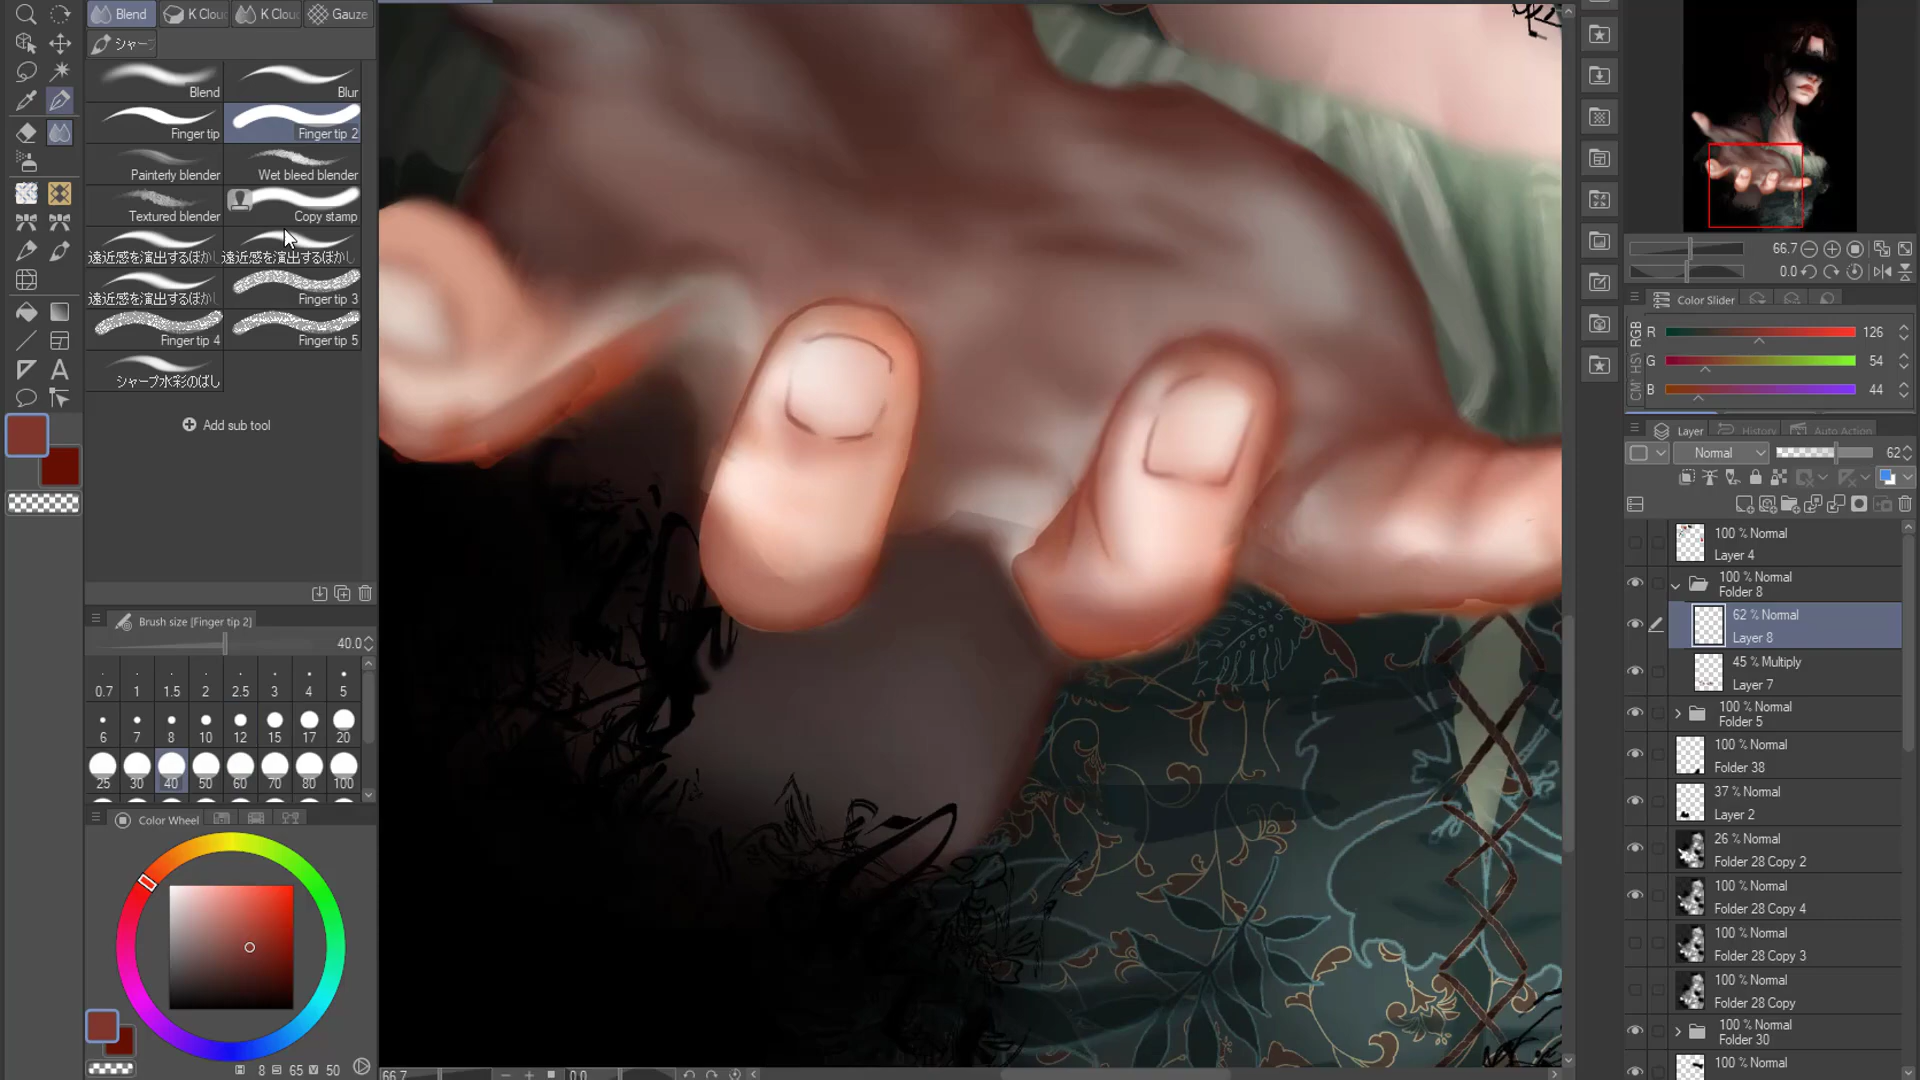 Blend
K Clou
K Clou
Gauze
シャー
Blend
Blur
Finger tip
Finger tip 2
Painterly blender
Wet bleed blender
Textured blender
Copy stamp
遠近感を演出するぼかし
遠近感を演出するぼかし
遠近感を演出するぼかし
Finger tip 3
Finger tip 4
Finger tip 5
シャープ水彩のばし
Add sub tool
Brush size [Finger tip 2]
40.0
0.7 1 1.5 2 2.5 3 4 5
6 7 8 10 12 15 17 20
25 30 40 50 60 70 80 100
Color Wheel
H 8 S 65 V 50
66.7
0.0
66.7
0.0
Color Slider
RGB
R 126
G 54
B 44
Layer
History
Auto Action
Normal
62
100 % Normal
Layer 4
100 % Normal
Folder 8
62 % Normal
Layer 8
45 % Multiply
Layer 7
100 % Normal
Folder 5
100 % Normal
Folder 38
37 % Normal
Layer 2
26 % Normal
Folder 28 Copy 2
100 % Normal
Folder 28 Copy 4
100 % Normal
Folder 28 Copy 3
100 % Normal
Folder 28 Copy
100 % Normal
Folder 30
100 % Normal